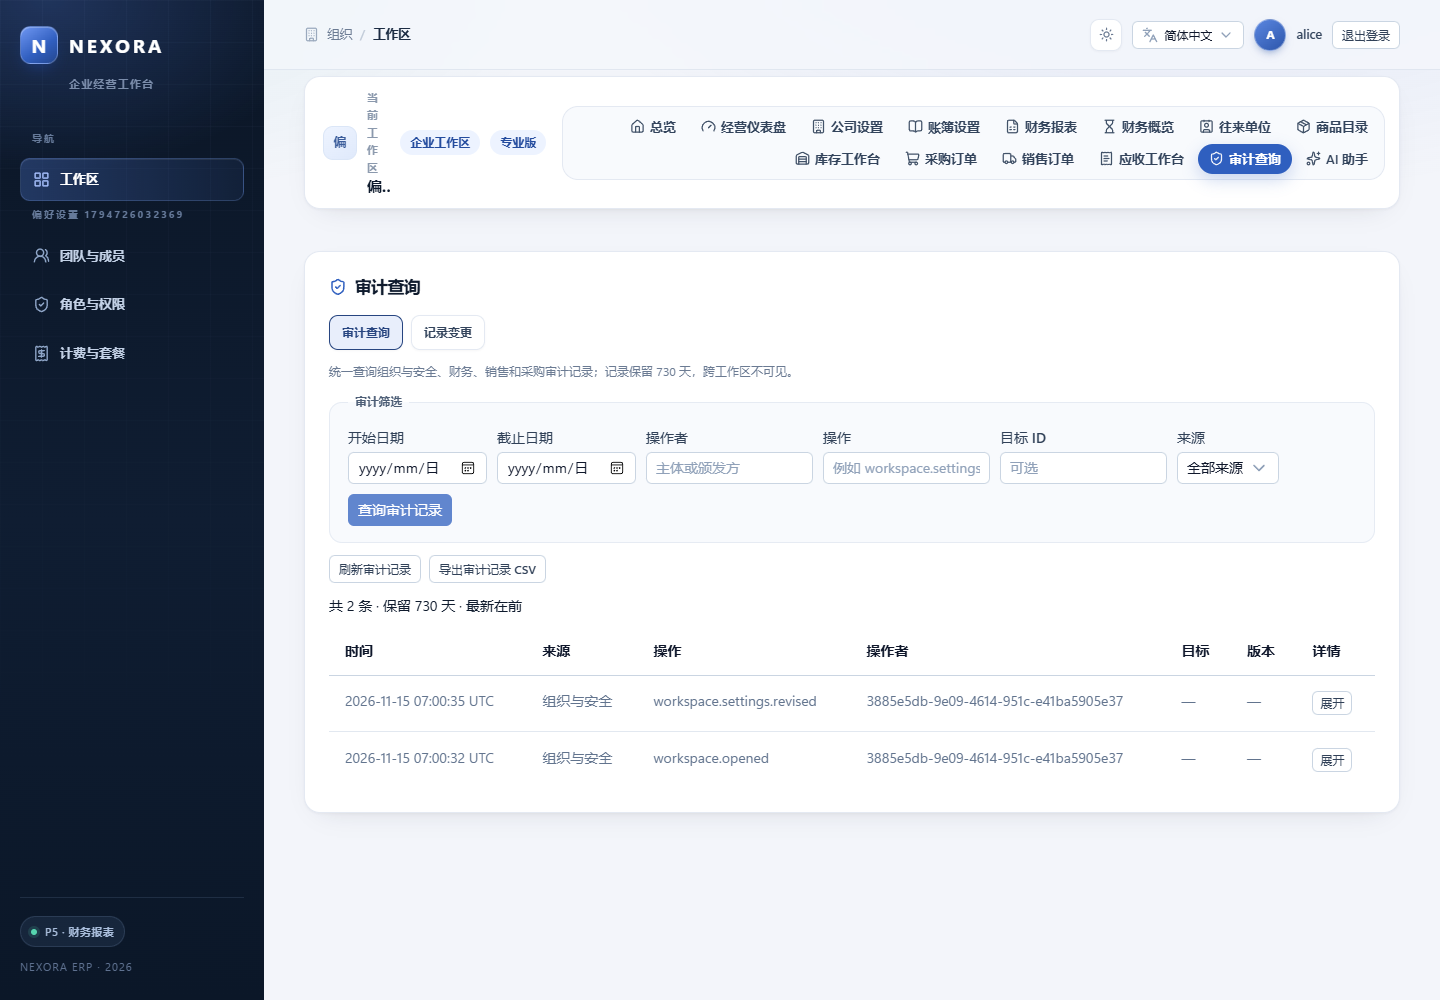 N NEXORA
企业经营工作台
导航
工作区
偏好设置 1794726032369
团队与成员
角色与权限
计费与套餐
P5 · 财务报表
NEXORA ERP · 2026
组织 / 工作区
简体中文
A
alice
退出登录
偏
当前工作区
偏..
企业工作区
专业版
总览
经营仪表盘
公司设置
账簿设置
财务报表
财务概览
往来单位
商品目录
库存工作台
采购订单
销售订单
应收工作台
审计查询
AI 助手
审计查询
审计查询
记录变更
统一查询组织与安全、财务、销售和采购审计记录；记录保留 730 天，跨工作区不可见。
审计筛选
开始日期 截止日期 操作者 操作 目标 ID 来源
yyyy/mm/日 yyyy/mm/日 主体或颁发方 例如 workspace.settings 可选 全部来源
查询审计记录
刷新审计记录 导出审计记录 CSV
共 2 条 · 保留 730 天 · 最新在前
时间 来源 操作 操作者 目标 版本 详情
2026-11-15 07:00:35 UTC 组织与安全 workspace.settings.revised 3885e5db-9e09-4614-951c-e41ba5905e37 — — 展开
2026-11-15 07:00:32 UTC 组织与安全 workspace.opened 3885e5db-9e09-4614-951c-e41ba5905e37 — — 展开